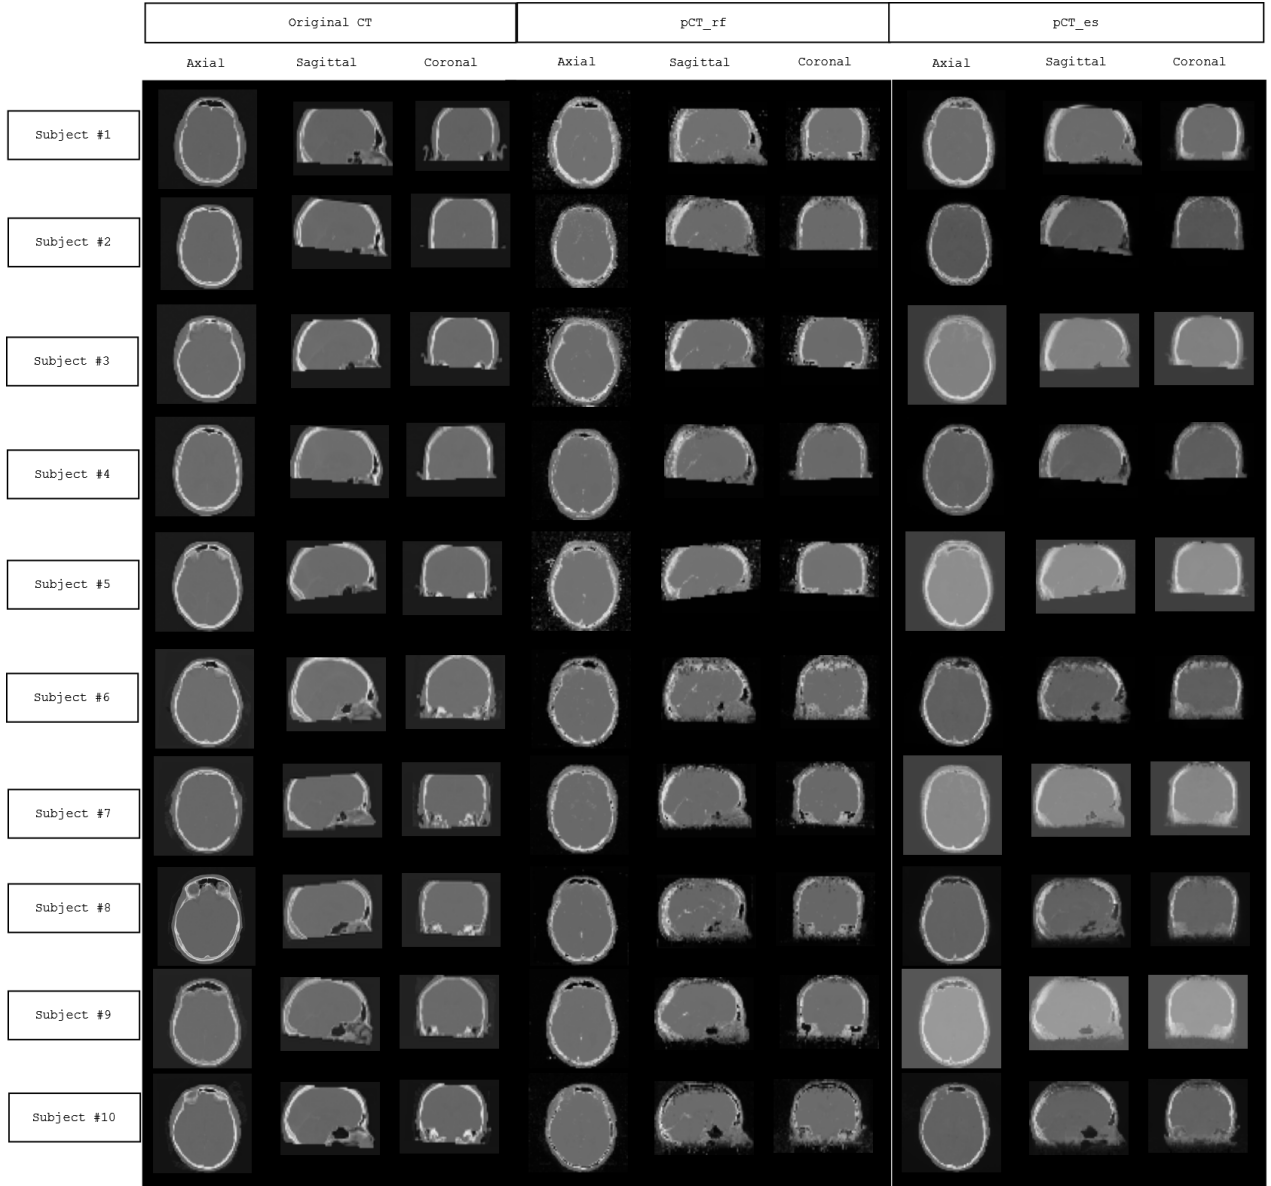 Original CT pCT_rf pCT_es
Axial Sagittal Coronal Axial Sagittal Coronal Axial Sagittal Coronal
Subject #1
Subject #2
Subject #3
Subject #4
Subject #5
Subject #6
Subject #7
Subject #8
Subject #9
Subject #10